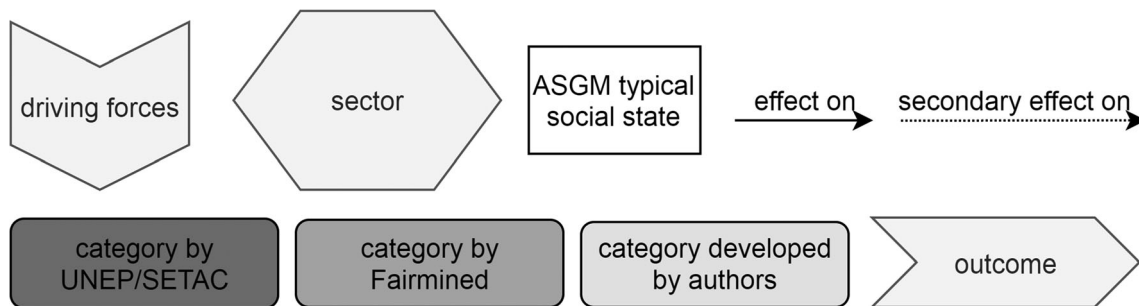 driving forces
sector
ASGM typical
social state
effect on
secondary effect on
category by
UNEP/SETAC
category by
Fairmined
category developed
by authors
outcome